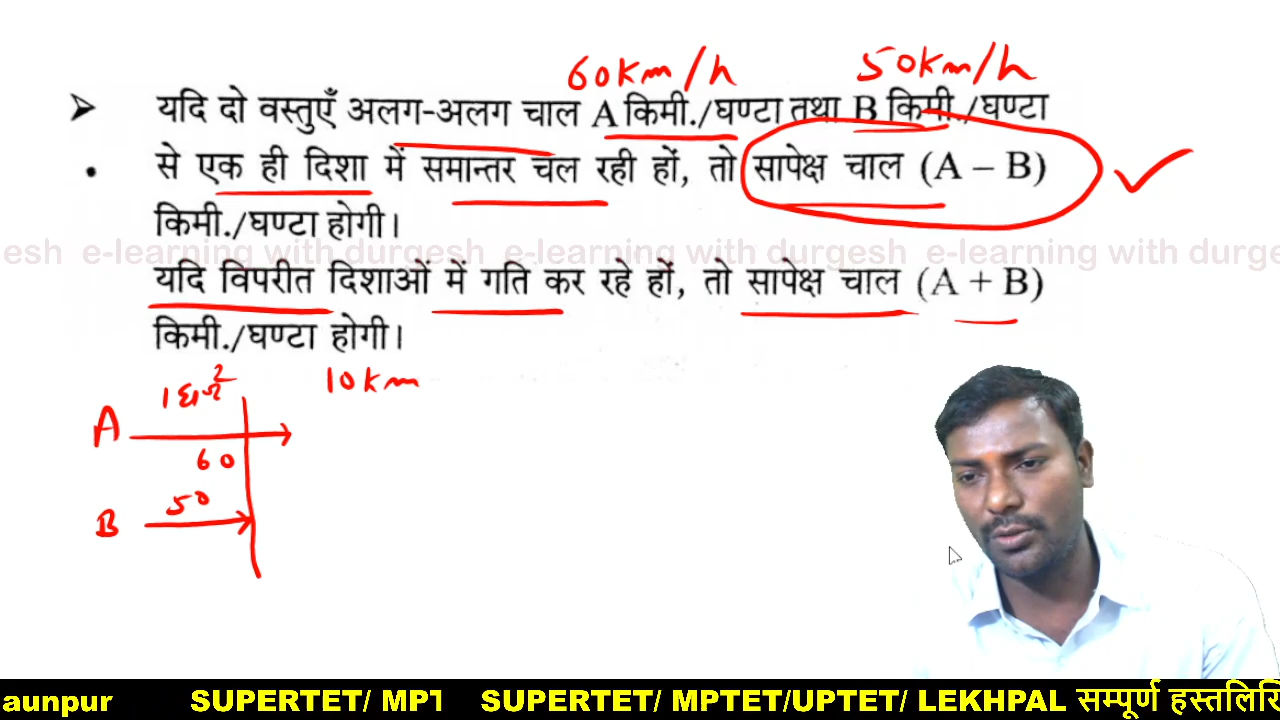 60km/h 50km/h
➤ यदि दो वस्तुएँ अलग-अलग चाल A किमी./घण्टा तथा B किमी./घण्टा
• से एक ही दिशा में समान्तर चल रही हों, तो सापेक्ष चाल (A – B)
किमी./घण्टा होगी।
esh e-learning with durgesh e-learning with durgesh e-learning with durge
यदि विपरीत दिशाओं में गति कर रहे हों, तो सापेक्ष चाल (A + B)
किमी./घण्टा होगी।
10km
A
60
50
B
aunpur SUPERTET/ MPT SUPERTET/ MPTET/UPTET/ LEKHPAL सम्पूर्ण हस्तलि